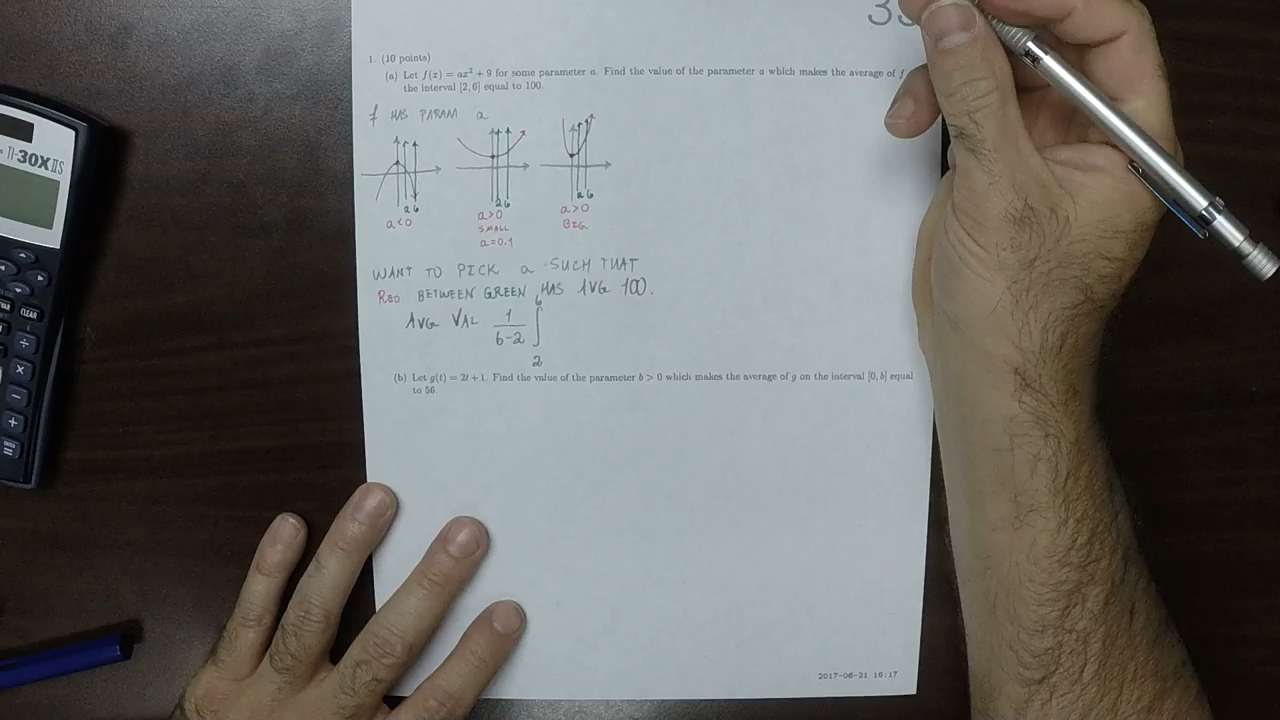 1. (10 points)
(a) Let f(x) = ax² + 9 for some parameter a. Find the value of the parameter a which makes the average of f
the interval [2, 6] equal to 100.
f HAS PARAM a
2 6
a<0
2 6
a>0
SMALL
a=0.1
2 6
a>0
BIG
WANT TO PICK a SUCH THAT
RED BETWEEN GREEN HAS AVG 100.
AVG VAL 1/(6-2) ∫₂⁶
(b) Let g(t) = 2t + 1. Find the value of the parameter b > 0 which makes the average of g on the interval [0, b] equal
to 56.
2017-06-21 16:17
TI-30X IIS
CLEAR
÷
×
−
+
ENTER
=